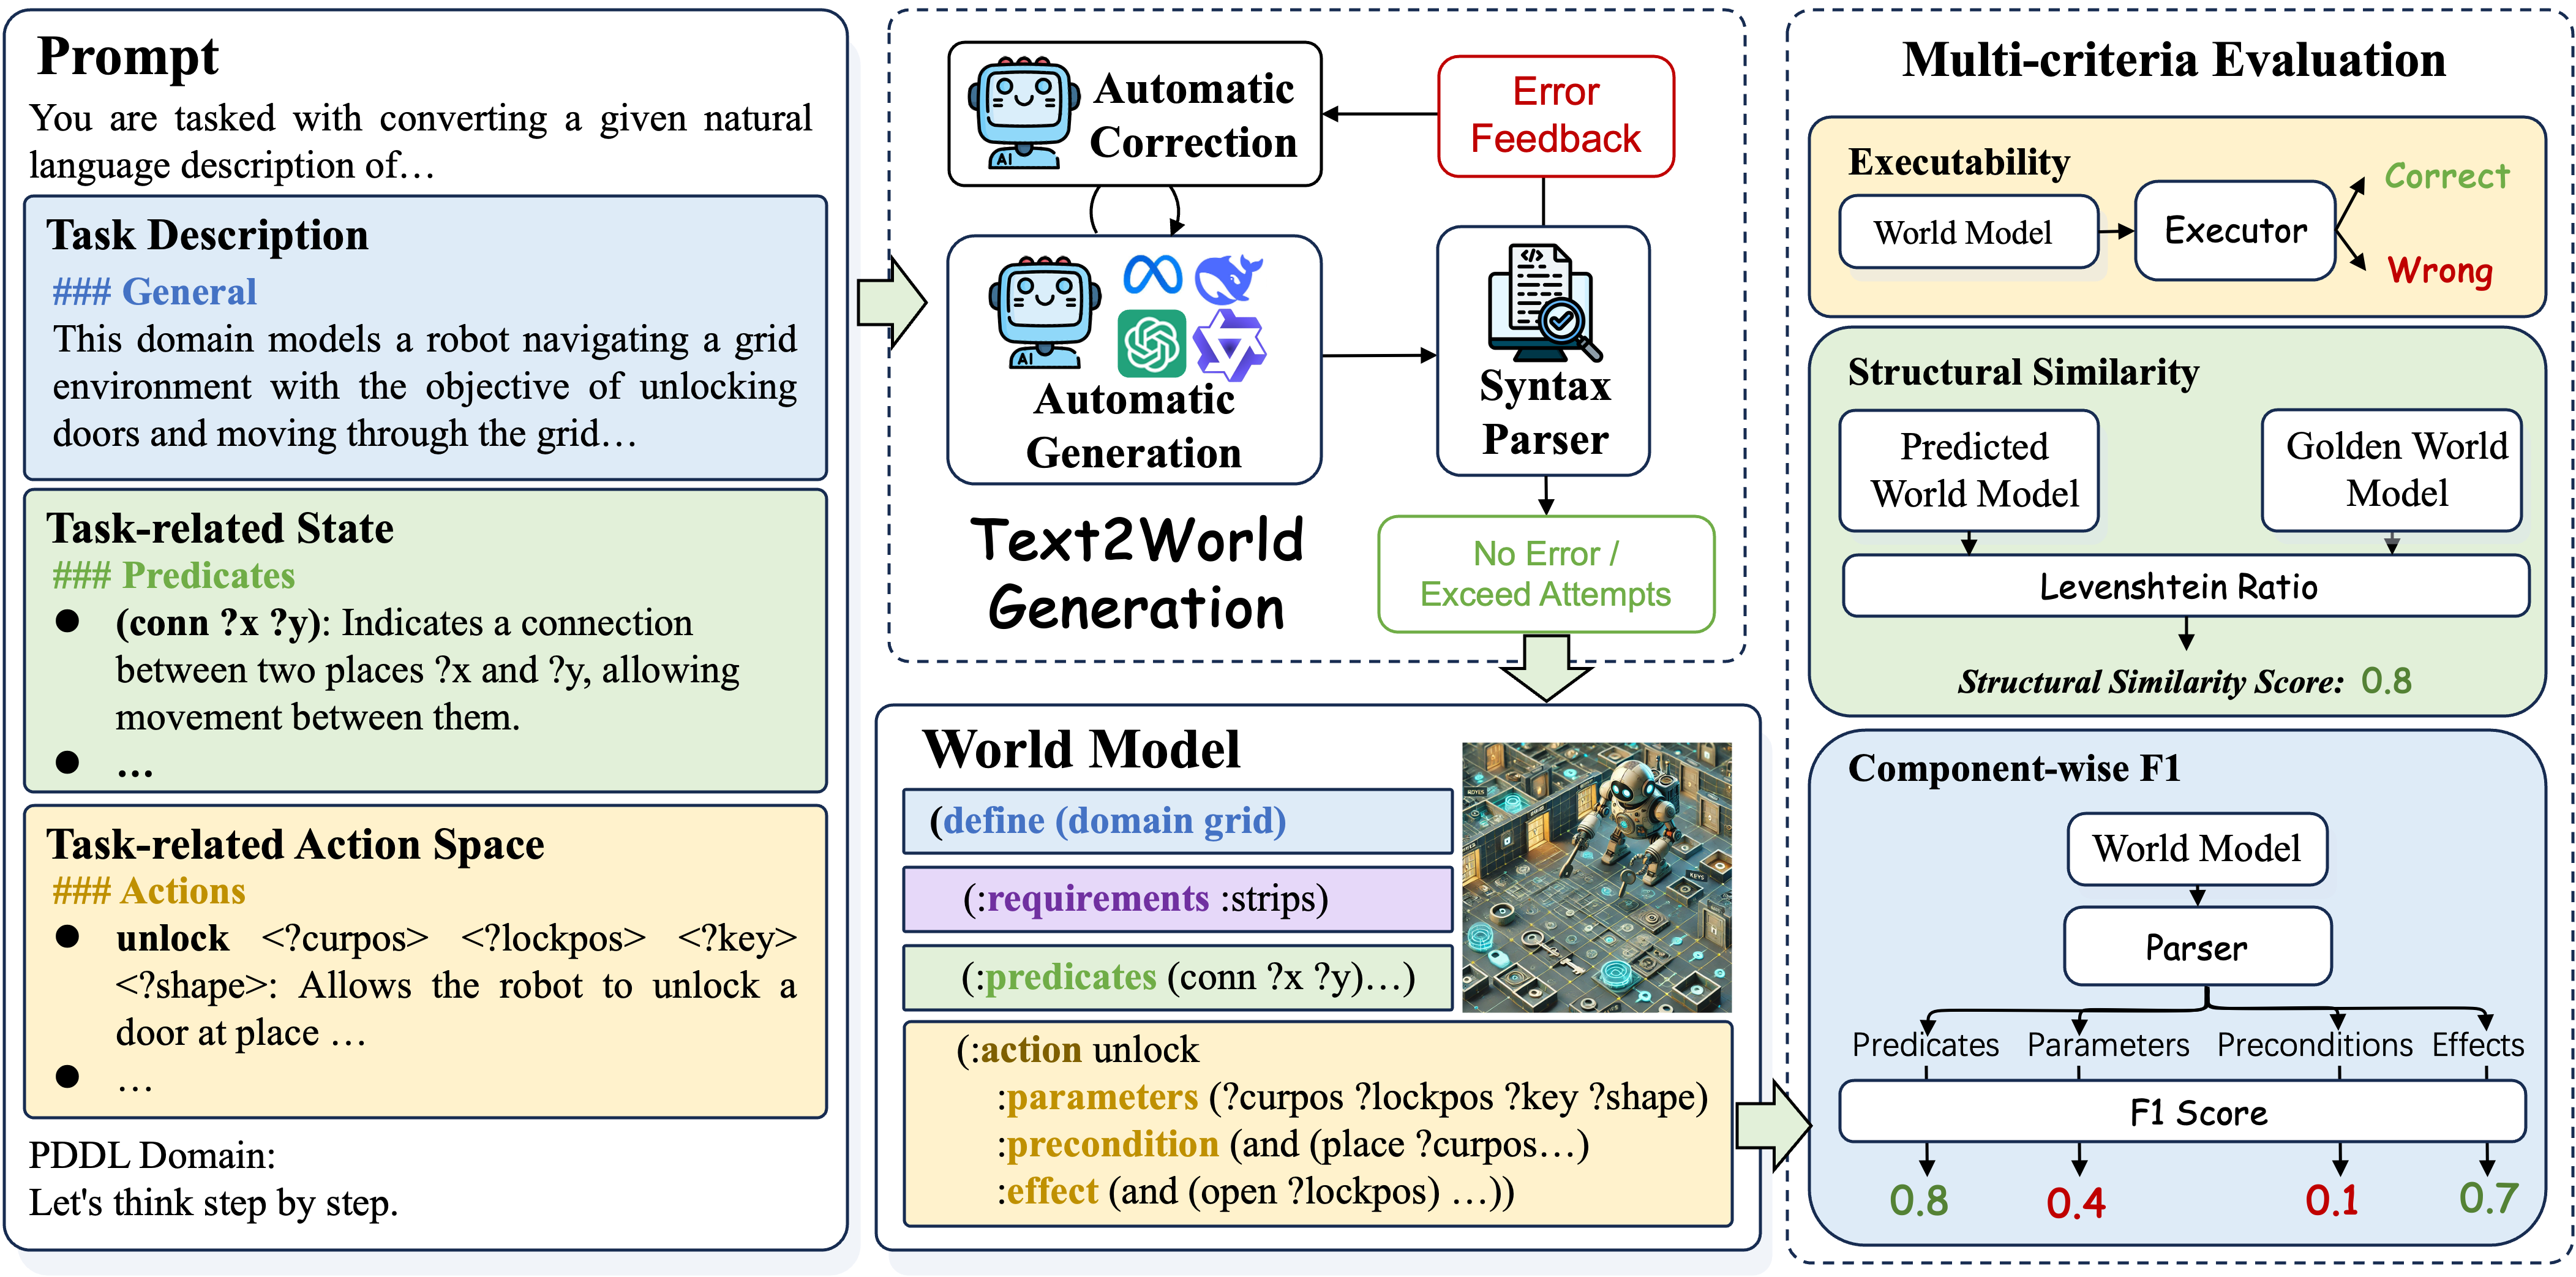 Prompt
You are tasked with converting a given natural
language description of…
Task Description
### General
This domain models a robot navigating a grid
environment with the objective of unlocking
doors and moving through the grid…
Task-related State
### Predicates
● (conn ?x ?y): Indicates a connection
between two places ?x and ?y, allowing
movement between them.
● …
Task-related Action Space
### Actions
● unlock <?curpos> <?lockpos> <?key>
<?shape>: Allows the robot to unlock a
door at place …
● …
PDDL Domain:
Let's think step by step.
AI
Automatic
Correction
Error
Feedback
AI
Automatic
Generation
</>
Syntax
Parser
Text2World
Generation
No Error /
Exceed Attempts
World Model
(define (domain grid)
(:requirements :strips)
(:predicates (conn ?x ?y)…)
(:action unlock
:parameters (?curpos ?lockpos ?key ?shape)
:precondition (and (place ?curpos…)
:effect (and (open ?lockpos) …))
KEYS
Multi-criteria Evaluation
Executability
World Model
Executor
Correct
Wrong
Structural Similarity
Predicted
World Model
Golden World
Model
Levenshtein Ratio
Structural Similarity Score: 0.8
Component-wise F1
World Model
Parser
Predicates Parameters Preconditions Effects
F1 Score
0.8 0.4 0.1 0.7